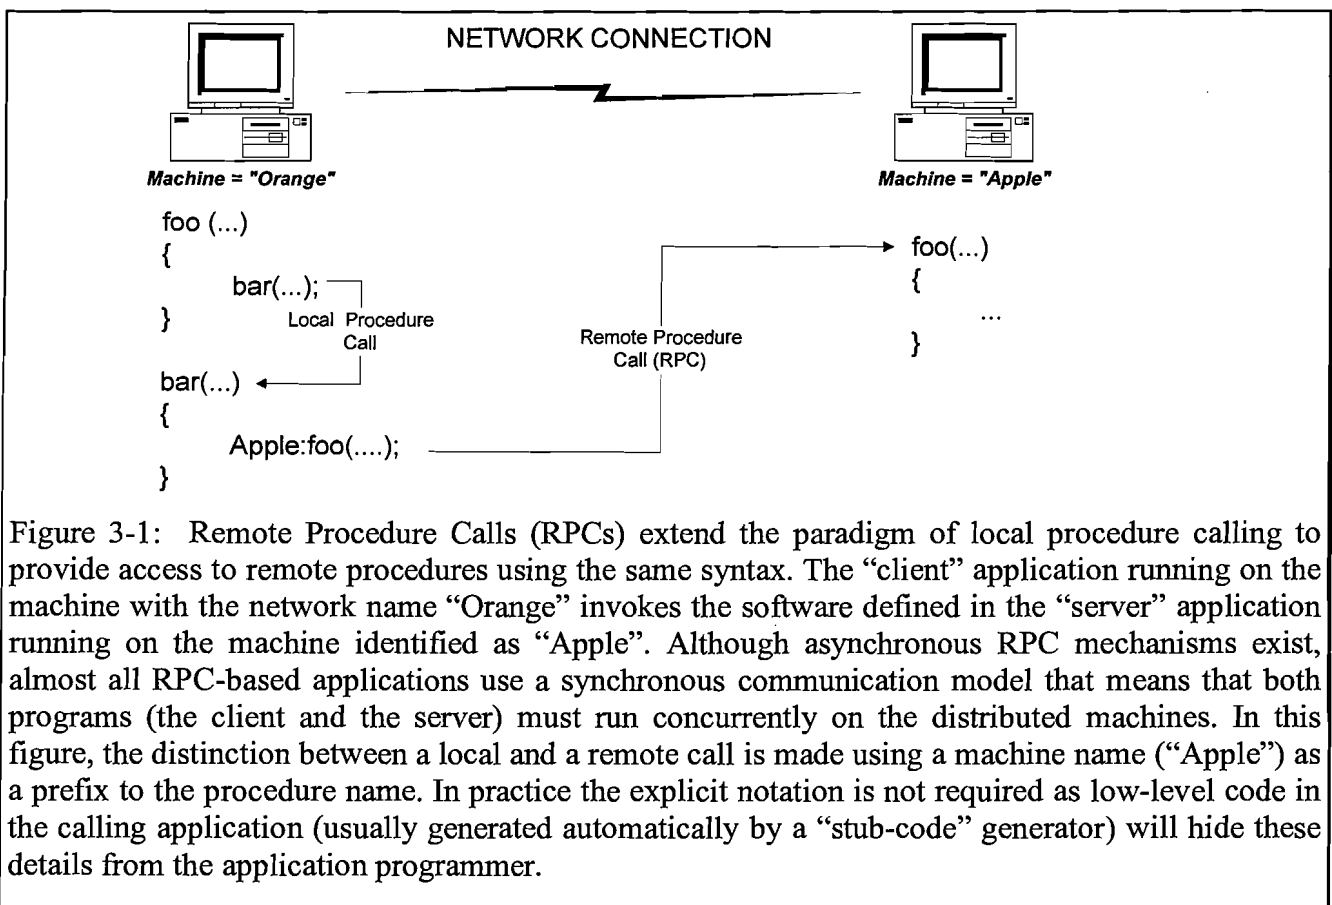 NETWORK CONNECTION
Machine = "Orange"
Machine = "Apple"
foo (...)
{
bar(...);
}
Local Procedure
Call
bar(...)
{
Apple:foo(....);
}
Remote Procedure
Call (RPC)
foo(...)
{
...
}
Figure 3-1: Remote Procedure Calls (RPCs) extend the paradigm of local procedure calling to
provide access to remote procedures using the same syntax. The “client” application running on the
machine with the network name “Orange” invokes the software defined in the “server” application
running on the machine identified as “Apple”. Although asynchronous RPC mechanisms exist,
almost all RPC-based applications use a synchronous communication model that means that both
programs (the client and the server) must run concurrently on the distributed machines. In this
figure, the distinction between a local and a remote call is made using a machine name (“Apple”) as
a prefix to the procedure name. In practice the explicit notation is not required as low-level code in
the calling application (usually generated automatically by a “stub-code” generator) will hide these
details from the application programmer.